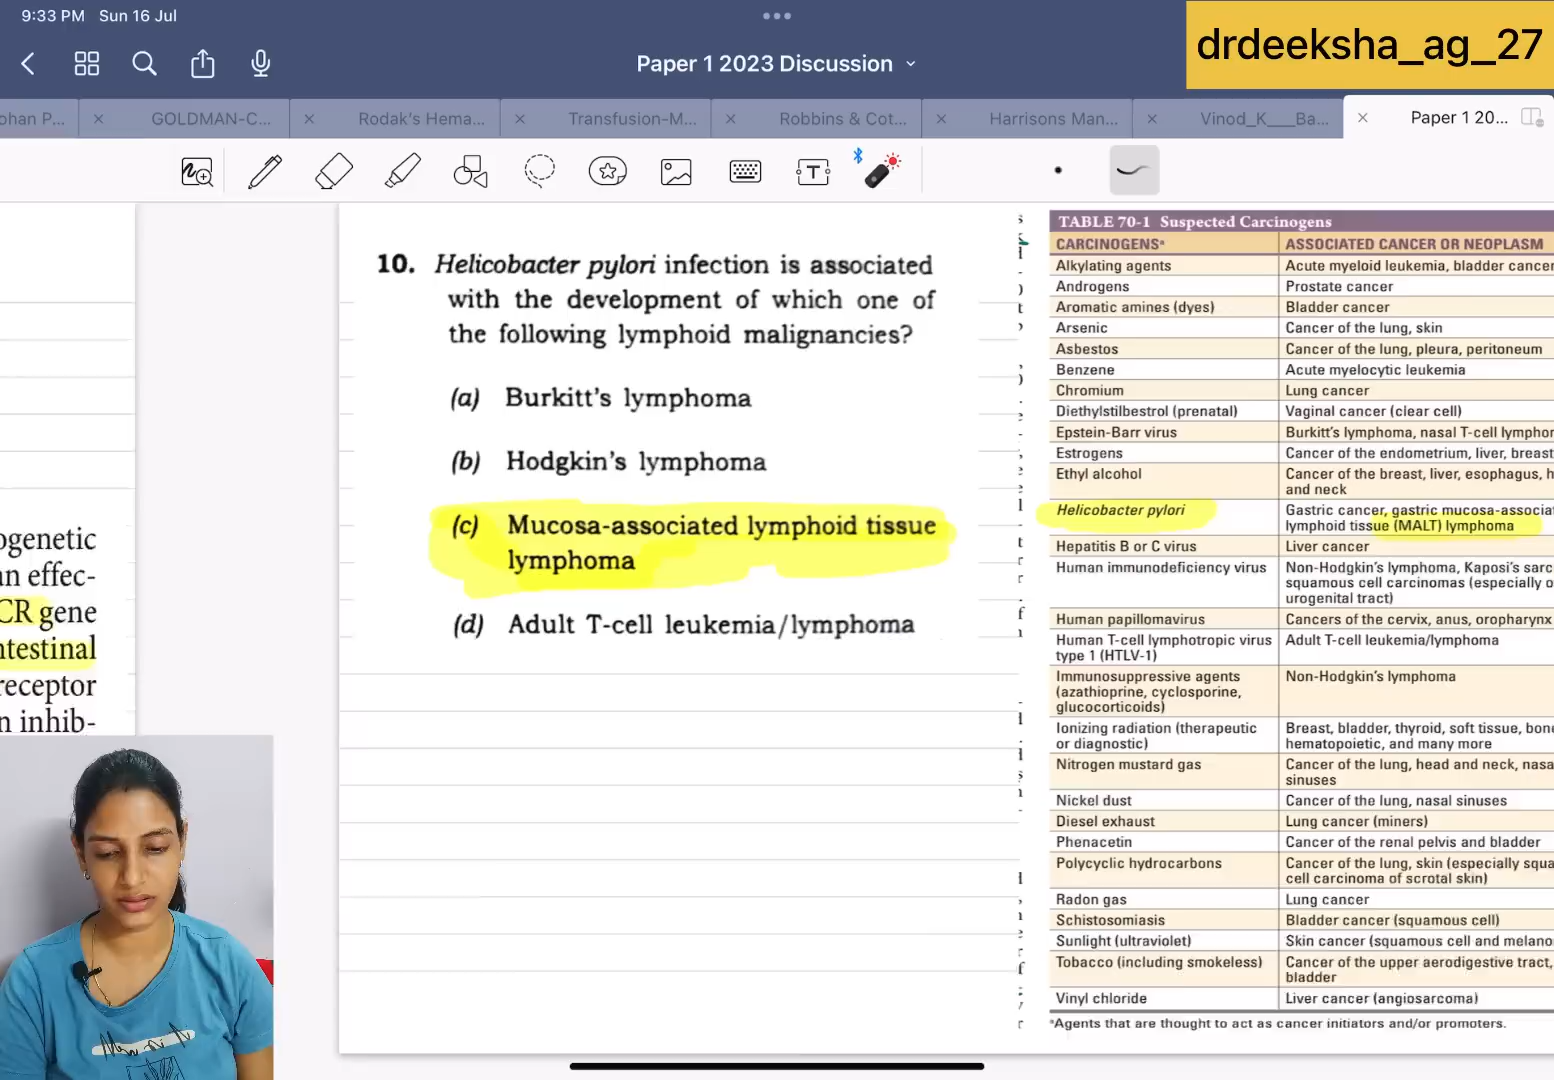 9:33 PM Sun 16 Jul
drdeeksha_ag_27
Paper 1 2023 Discussion
ohan P...
GOLDMAN-C...
Rodak's Hema...
Transfusion-M...
Robbins & Cot...
Harrisons Man...
Vinod_K___Ba...
Paper 1 20...
10. Helicobacter pylori infection is associated
with the development of which one of
the following lymphoid malignancies?
(a) Burkitt's lymphoma
(b) Hodgkin's lymphoma
(c) Mucosa-associated lymphoid tissue
lymphoma
(d) Adult T-cell leukemia/lymphoma
ogenetic
an effec-
CR gene
ntestinal
receptor
n inhib-
TABLE 70-1 Suspected Carcinogens
CARCINOGENSª ASSOCIATED CANCER OR NEOPLASM
Alkylating agents Acute myeloid leukemia, bladder cancer
Androgens Prostate cancer
Aromatic amines (dyes) Bladder cancer
Arsenic Cancer of the lung, skin
Asbestos Cancer of the lung, pleura, peritoneum
Benzene Acute myelocytic leukemia
Chromium Lung cancer
Diethylstilbestrol (prenatal) Vaginal cancer (clear cell)
Epstein-Barr virus Burkitt's lymphoma, nasal T-cell lymphor
Estrogens Cancer of the endometrium, liver, breast
Ethyl alcohol Cancer of the breast, liver, esophagus, h
and neck
Helicobacter pylori Gastric cancer, gastric mucosa-associat
lymphoid tissue (MALT) lymphoma
Hepatitis B or C virus Liver cancer
Human immunodeficiency virus Non-Hodgkin's lymphoma, Kaposi's sarc
squamous cell carcinomas (especially o
urogenital tract)
Human papillomavirus Cancers of the cervix, anus, oropharynx
Human T-cell lymphotropic virus Adult T-cell leukemia/lymphoma
type 1 (HTLV-1)
Immunosuppressive agents Non-Hodgkin's lymphoma
(azathioprine, cyclosporine,
glucocorticoids)
Ionizing radiation (therapeutic Breast, bladder, thyroid, soft tissue, bone
or diagnostic) hematopoietic, and many more
Nitrogen mustard gas Cancer of the lung, head and neck, nasa
sinuses
Nickel dust Cancer of the lung, nasal sinuses
Diesel exhaust Lung cancer (miners)
Phenacetin Cancer of the renal pelvis and bladder
Polycyclic hydrocarbons Cancer of the lung, skin (especially squa
cell carcinoma of scrotal skin)
Radon gas Lung cancer
Schistosomiasis Bladder cancer (squamous cell)
Sunlight (ultraviolet) Skin cancer (squamous cell and melano
Tobacco (including smokeless) Cancer of the upper aerodigestive tract,
bladder
Vinyl chloride Liver cancer (angiosarcoma)
ªAgents that are thought to act as cancer initiators and/or promoters.